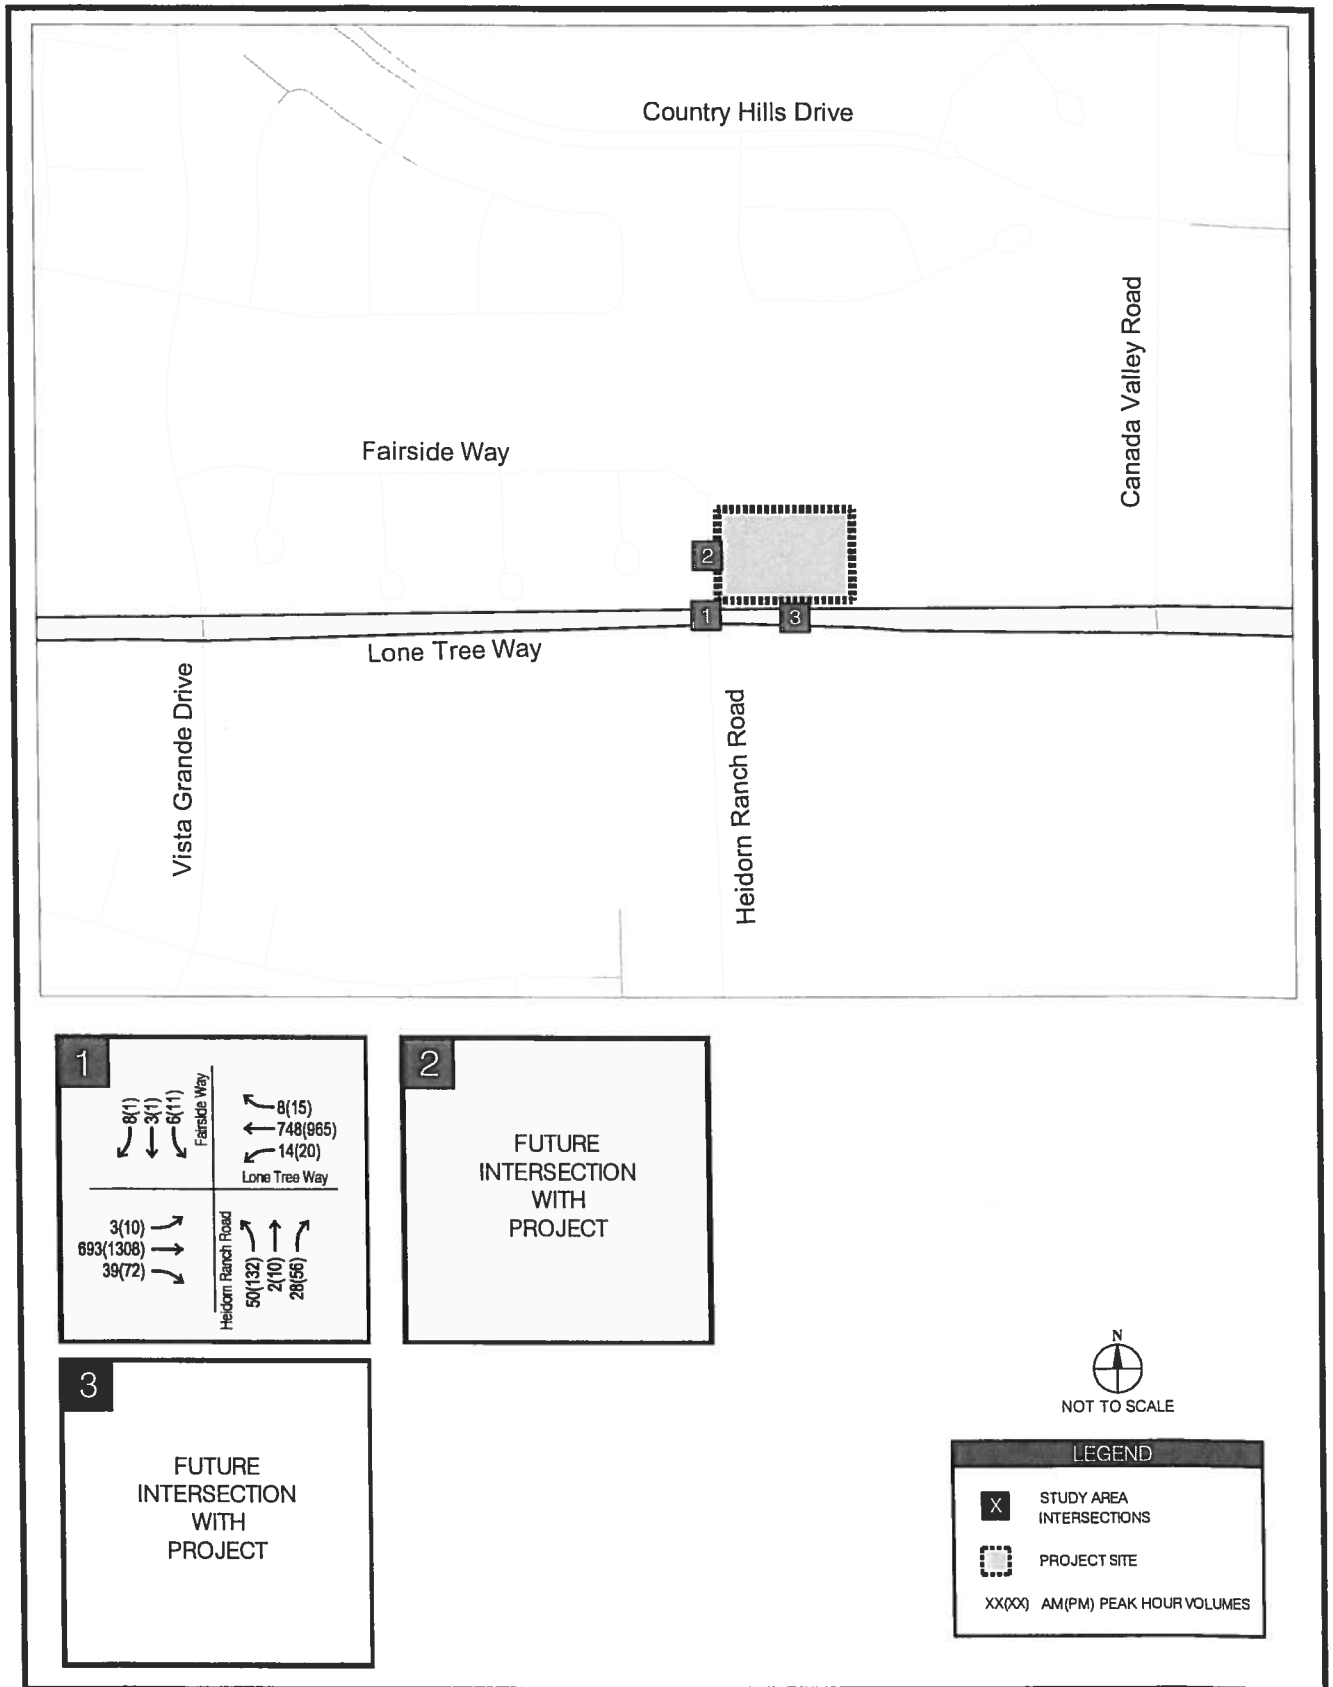 Country Hills Drive
Canada Valley Road
Fairside Way
2
1
3
Lone Tree Way
Vista Grande Drive
Heidorn Ranch Road
1
8(1)
3(1)
6(11)
Fairside Way
8(15)
748(965)
14(20)
Lone Tree Way
3(10)
693(1308)
39(72)
Heidorn Ranch Road
50(132)
2(10)
28(56)
2
FUTURE
INTERSECTION
WITH
PROJECT
3
FUTURE
INTERSECTION
WITH
PROJECT
N
NOT TO SCALE
LEGEND
X
STUDY AREA
INTERSECTIONS
PROJECT SITE
XX(XX) AM(PM) PEAK HOUR VOLUMES